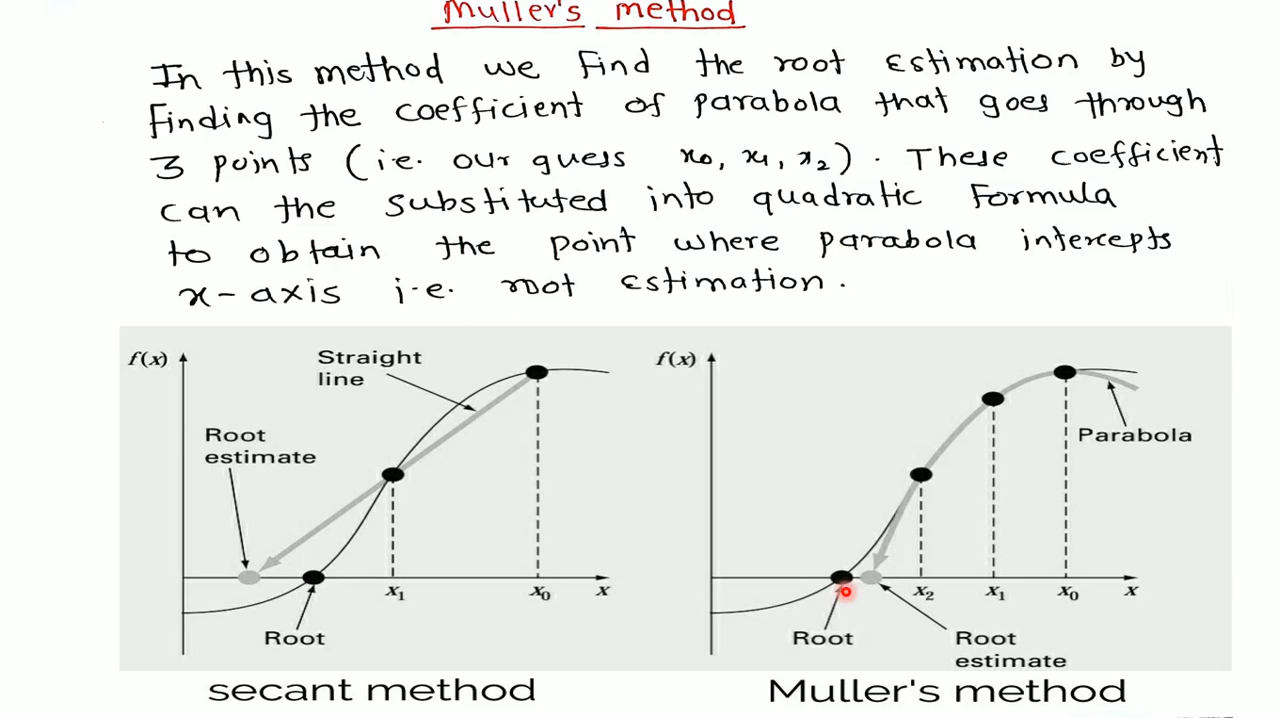 Muller's method
In this method we find the root estimation by
finding the coefficient of parabola that goes through
3 points (i.e. our guess x0, x1, x2). These coefficient
can the substituted into quadratic formula
to obtain the point where parabola intercepts
x-axis i.e. root estimation.
f(x)
Straight
line
Root
estimate
x1
x0
x
Root
secant method
f(x)
Parabola
x2
x1
x0
x
Root
Root
estimate
Muller's method